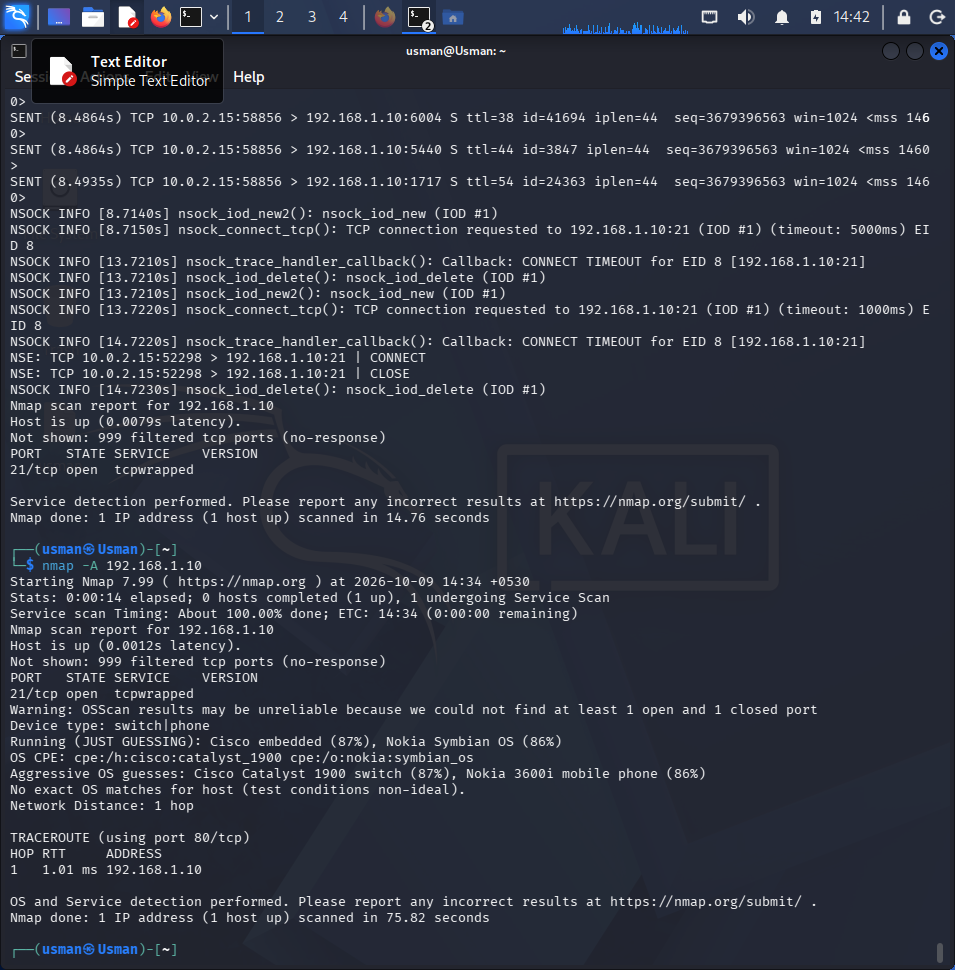 1 2 3 4 2 14:42
usman@Usman: ~
Text Editor
Simple Text Editor
Session Actions Edit View Help
0>
SENT (8.4864s) TCP 10.0.2.15:58856 > 192.168.1.10:6004 S ttl=38 id=41694 iplen=44  seq=3679396563 win=1024 <mss 146
0>
SENT (8.4864s) TCP 10.0.2.15:58856 > 192.168.1.10:5440 S ttl=44 id=3847 iplen=44  seq=3679396563 win=1024 <mss 1460
>
SENT (8.4935s) TCP 10.0.2.15:58856 > 192.168.1.10:1717 S ttl=54 id=24363 iplen=44  seq=3679396563 win=1024 <mss 146
0>
NSOCK INFO [8.7140s] nsock_iod_new2(): nsock_iod_new (IOD #1)
NSOCK INFO [8.7150s] nsock_connect_tcp(): TCP connection requested to 192.168.1.10:21 (IOD #1) (timeout: 5000ms) EI
D 8
NSOCK INFO [13.7210s] nsock_trace_handler_callback(): Callback: CONNECT TIMEOUT for EID 8 [192.168.1.10:21]
NSOCK INFO [13.7210s] nsock_iod_delete(): nsock_iod_delete (IOD #1)
NSOCK INFO [13.7210s] nsock_iod_new2(): nsock_iod_new (IOD #1)
NSOCK INFO [13.7220s] nsock_connect_tcp(): TCP connection requested to 192.168.1.10:21 (IOD #1) (timeout: 1000ms) E
ID 8
NSOCK INFO [14.7220s] nsock_trace_handler_callback(): Callback: CONNECT TIMEOUT for EID 8 [192.168.1.10:21]
NSE: TCP 10.0.2.15:52298 > 192.168.1.10:21 | CONNECT
NSE: TCP 10.0.2.15:52298 > 192.168.1.10:21 | CLOSE
NSOCK INFO [14.7230s] nsock_iod_delete(): nsock_iod_delete (IOD #1)
Nmap scan report for 192.168.1.10
Host is up (0.0079s latency).
Not shown: 999 filtered tcp ports (no-response)
PORT   STATE SERVICE    VERSION
21/tcp open  tcpwrapped
Service detection performed. Please report any incorrect results at https://nmap.org/submit/ .
Nmap done: 1 IP address (1 host up) scanned in 14.76 seconds
KALI
┌──(usman㉿Usman)-[~]
└─$ nmap -A 192.168.1.10
Starting Nmap 7.99 ( https://nmap.org ) at 2026-10-09 14:34 +0530
Stats: 0:00:14 elapsed; 0 hosts completed (1 up), 1 undergoing Service Scan
Service scan Timing: About 100.00% done; ETC: 14:34 (0:00:00 remaining)
Nmap scan report for 192.168.1.10
Host is up (0.0012s latency).
Not shown: 999 filtered tcp ports (no-response)
PORT   STATE SERVICE    VERSION
21/tcp open  tcpwrapped
Warning: OSScan results may be unreliable because we could not find at least 1 open and 1 closed port
Device type: switch|phone
Running (JUST GUESSING): Cisco embedded (87%), Nokia Symbian OS (86%)
OS CPE: cpe:/h:cisco:catalyst_1900 cpe:/o:nokia:symbian_os
Aggressive OS guesses: Cisco Catalyst 1900 switch (87%), Nokia 3600i mobile phone (86%)
No exact OS matches for host (test conditions non-ideal).
Network Distance: 1 hop
TRACEROUTE (using port 80/tcp)
HOP RTT     ADDRESS
1   1.01 ms 192.168.1.10
OS and Service detection performed. Please report any incorrect results at https://nmap.org/submit/ .
Nmap done: 1 IP address (1 host up) scanned in 75.82 seconds
┌──(usman㉿Usman)-[~]